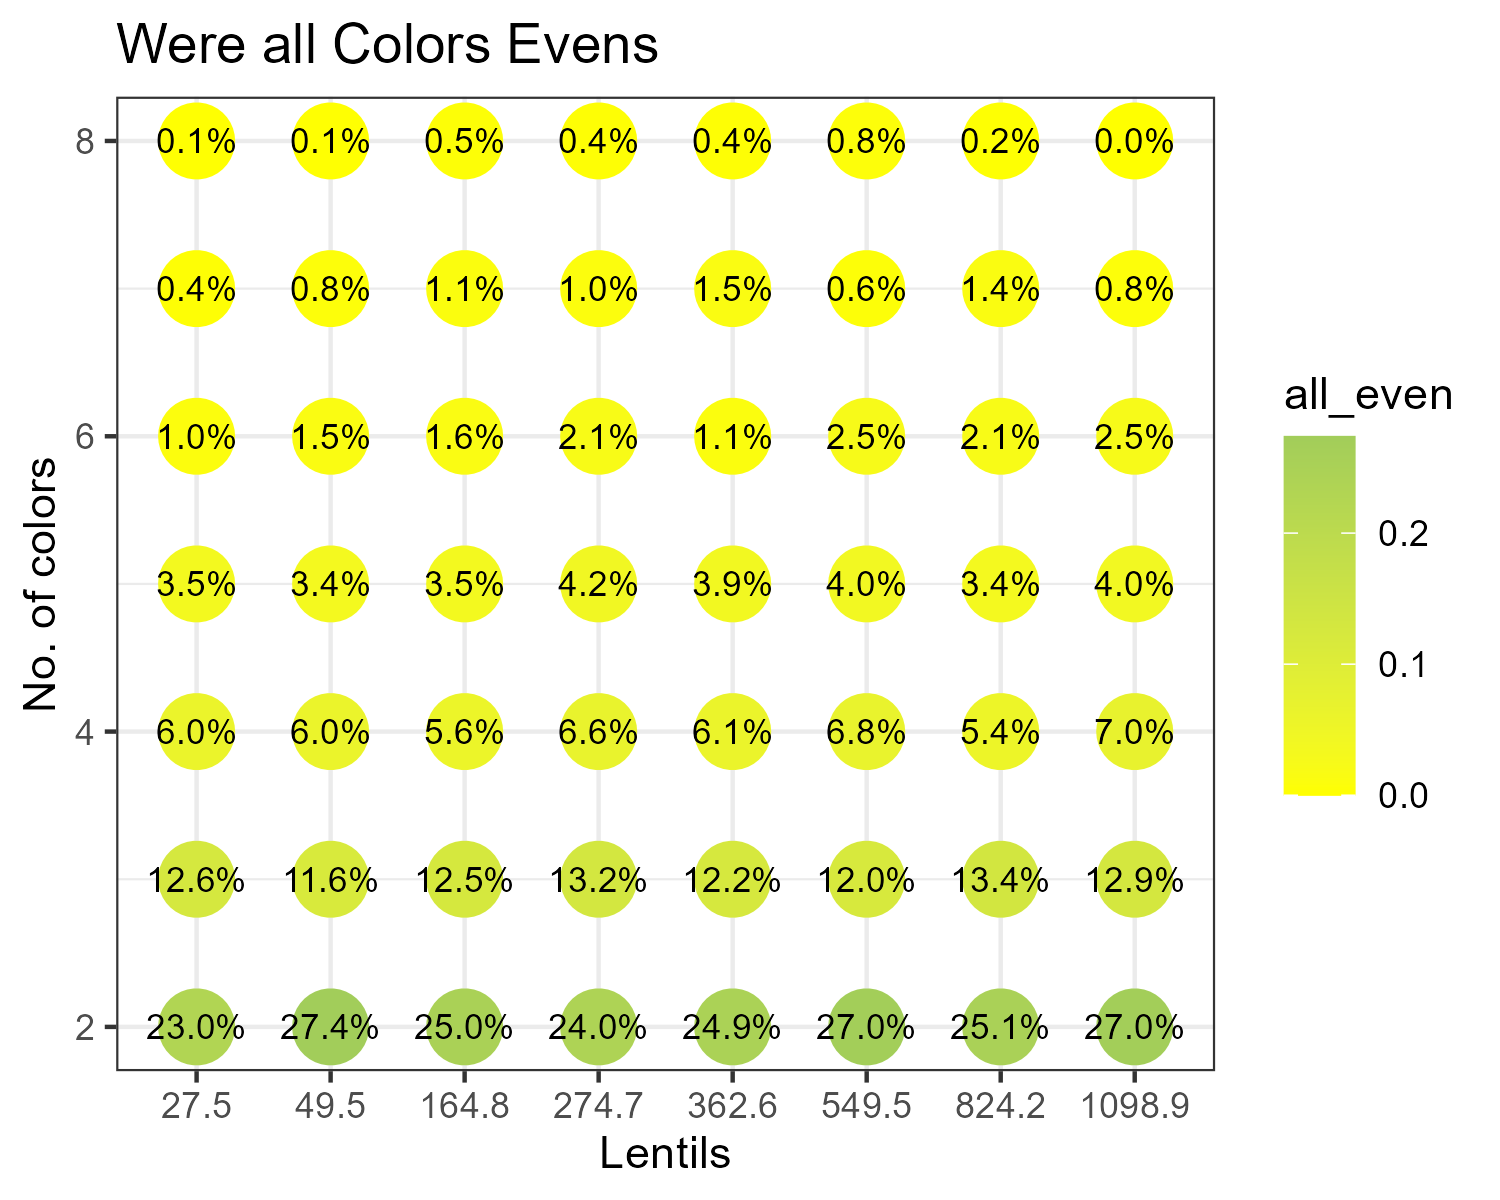 Were all Colors Evens
8
0.1% 0.1% 0.5% 0.4% 0.4% 0.8% 0.2% 0.0%
0.4% 0.8% 1.1% 1.0% 1.5% 0.6% 1.4% 0.8%
6
1.0% 1.5% 1.6% 2.1% 1.1% 2.5% 2.1% 2.5%
3.5% 3.4% 3.5% 4.2% 3.9% 4.0% 3.4% 4.0%
4
6.0% 6.0% 5.6% 6.6% 6.1% 6.8% 5.4% 7.0%
12.6% 11.6% 12.5% 13.2% 12.2% 12.0% 13.4% 12.9%
2
23.0% 27.4% 25.0% 24.0% 24.9% 27.0% 25.1% 27.0%
27.5 49.5 164.8 274.7 362.6 549.5 824.2 1098.9
Lentils
No. of colors
all_even
0.2
0.1
0.0